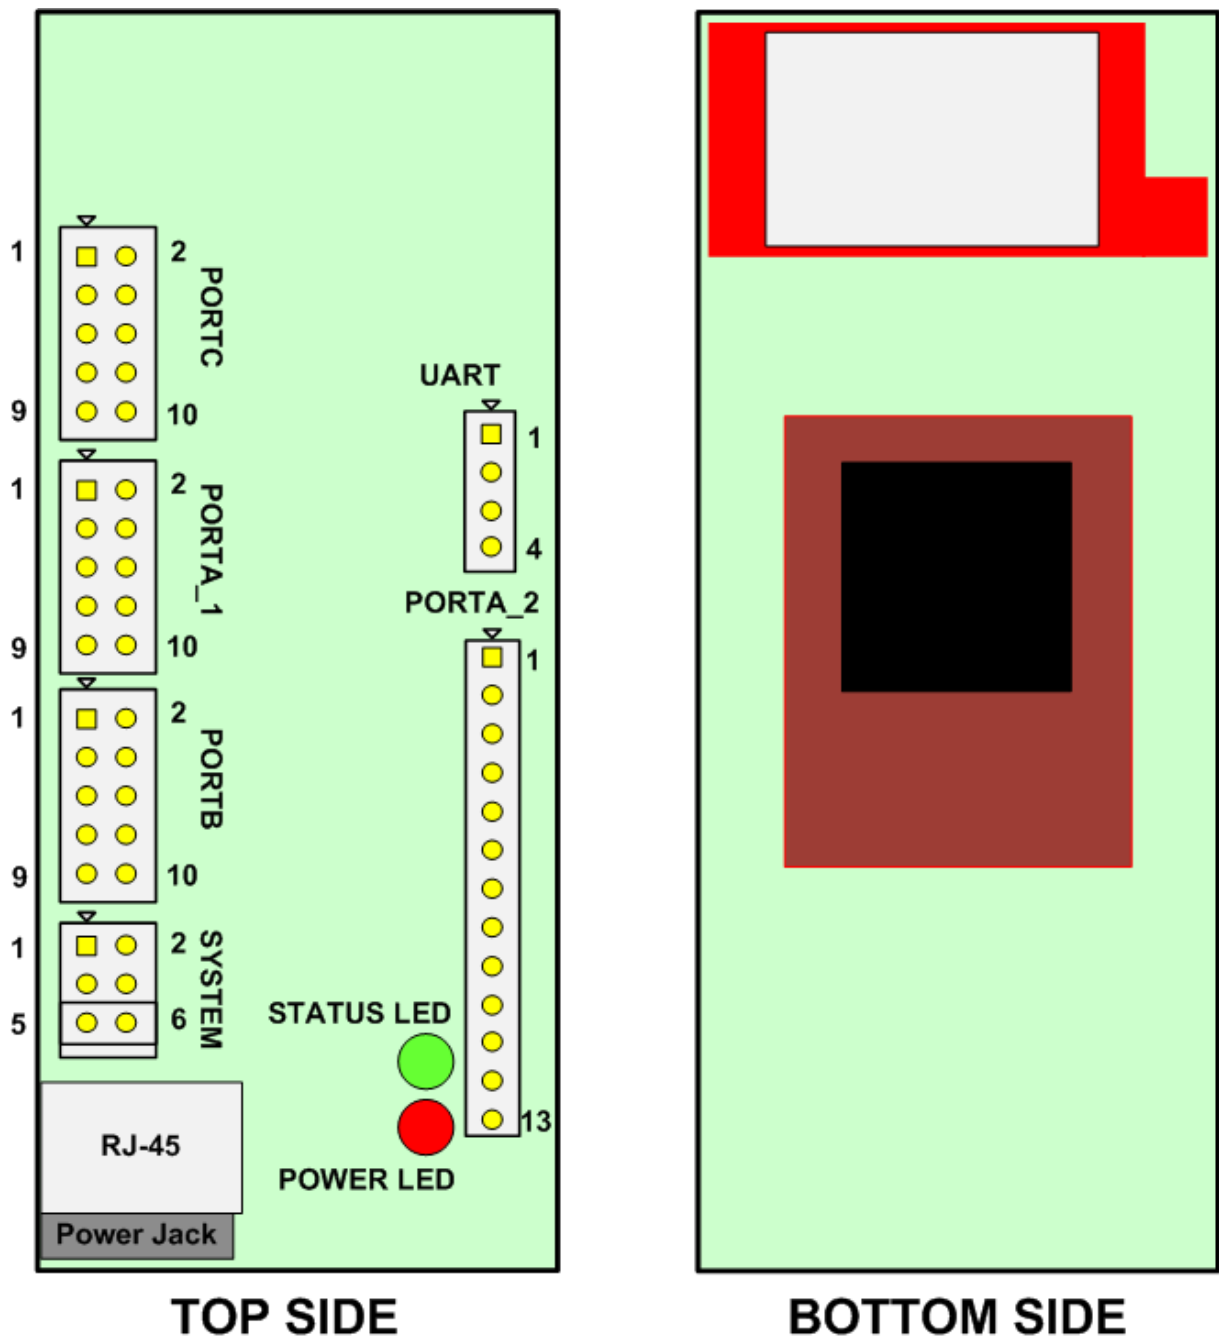 1
2
PORTC
9
10
UART
1
4
1
2
PORTA_1
9
10
PORTA_2
1
13
1
2
PORTB
9
10
1
2
SYSTEM
5
6
STATUS LED
POWER LED
RJ-45
Power Jack
TOP SIDE
BOTTOM SIDE